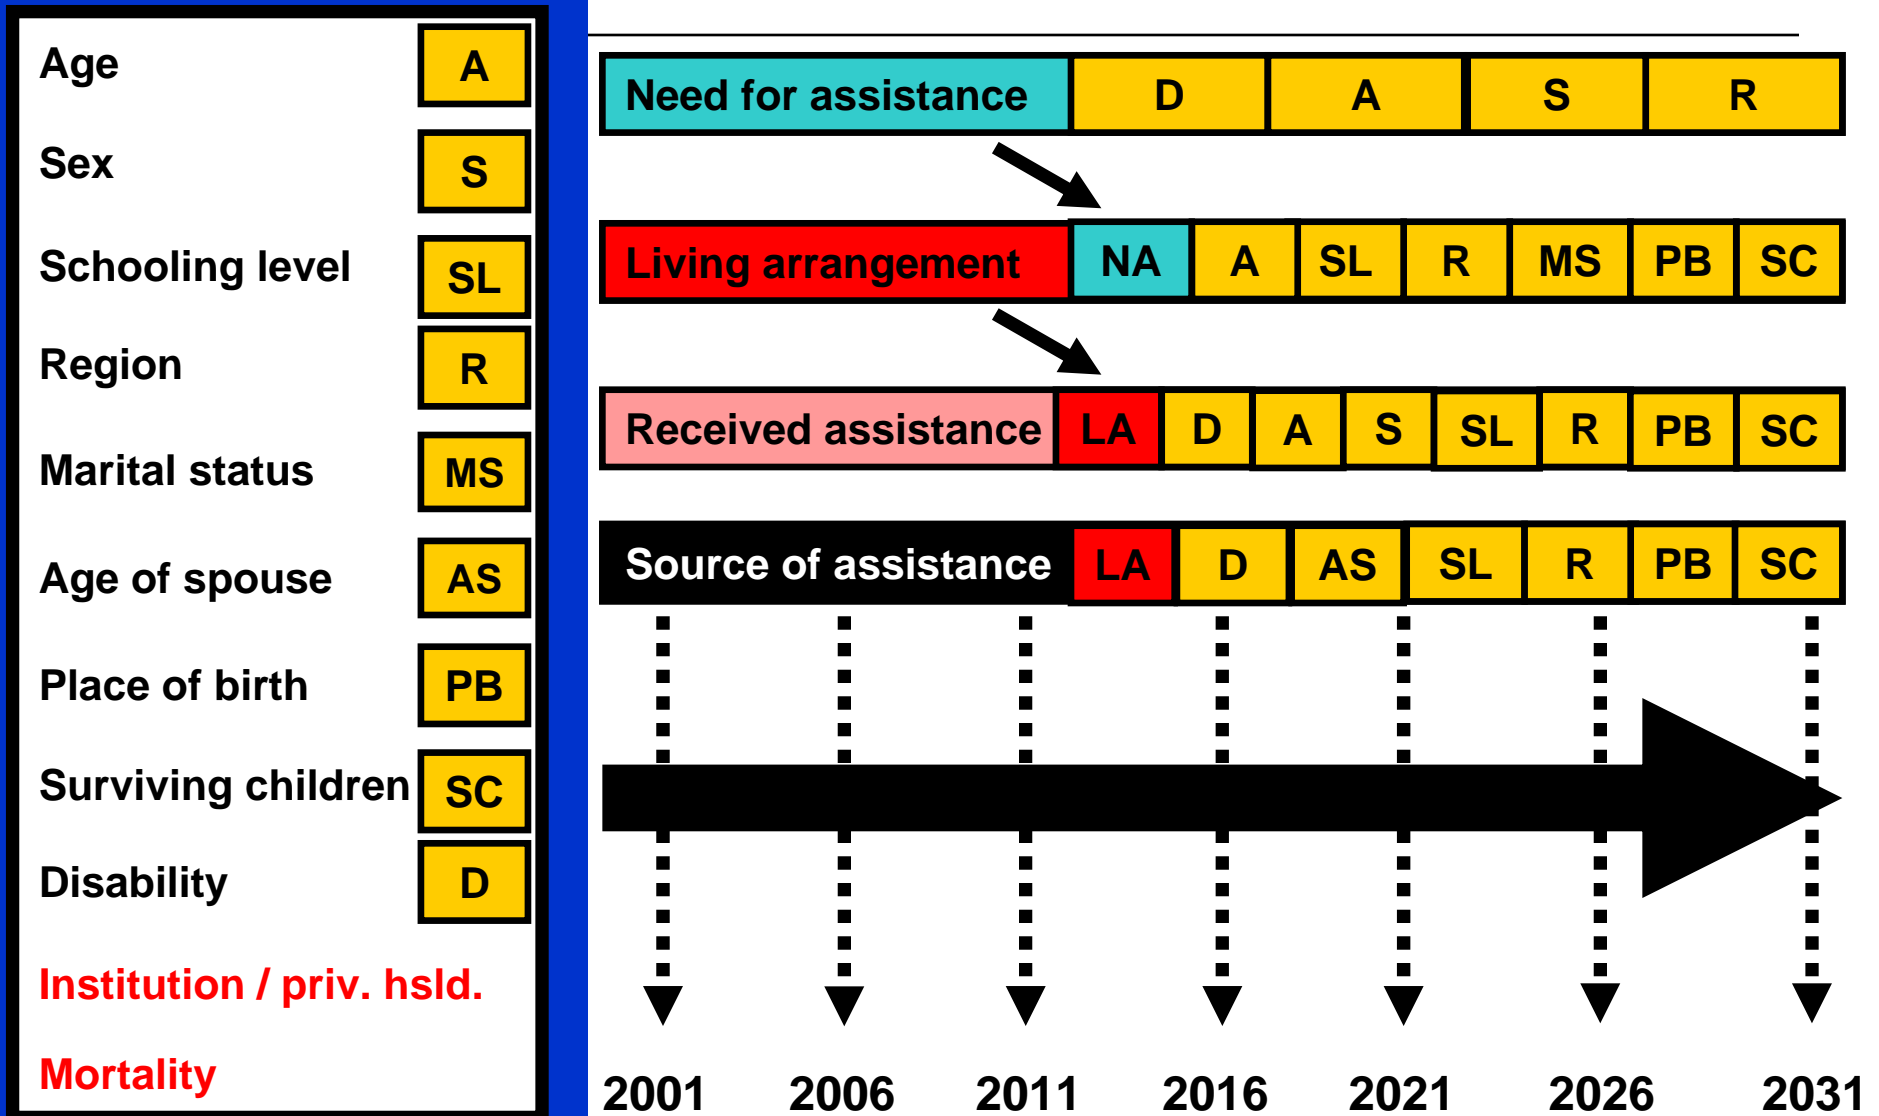 Age A
Sex S
Schooling level SL
Region R
Marital status MS
Age of spouse AS
Place of birth PB
Surviving children SC
Disability D
Institution / priv. hsld.
Mortality
Need for assistance D A S R
Living arrangement NA A SL R MS PB SC
Received assistance LA D A S SL R PB SC
Source of assistance LA D AS SL R PB SC
2001 2006 2011 2016 2021 2026 2031